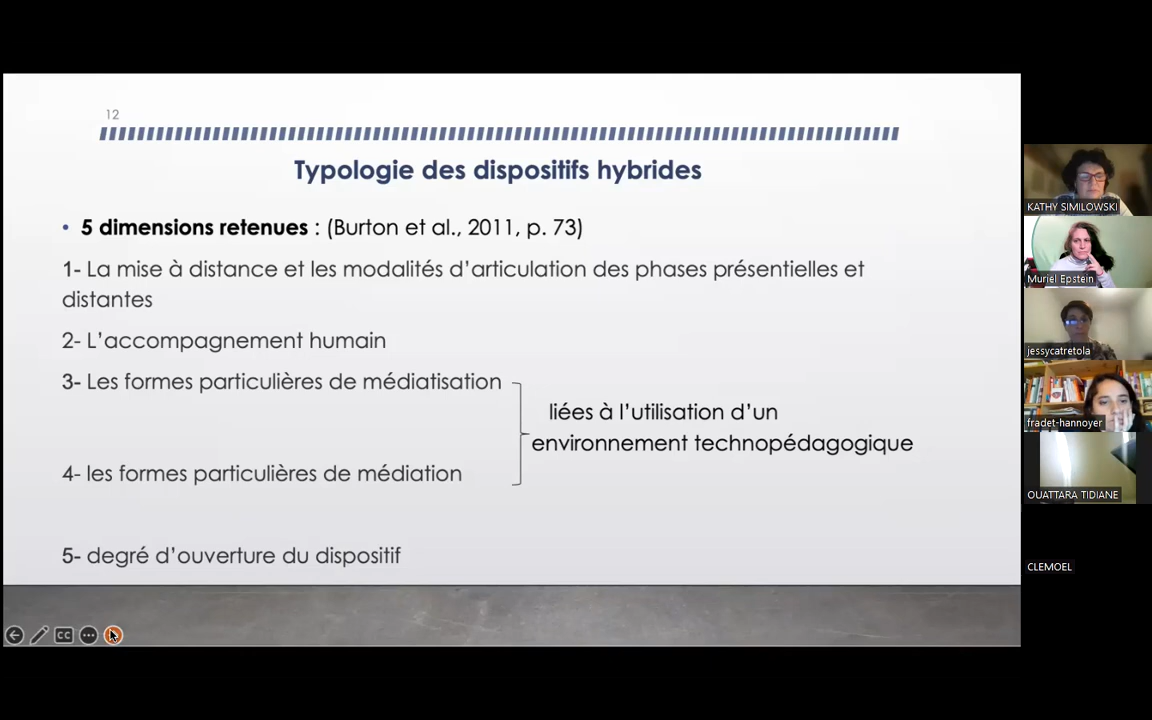 12
Typologie des dispositifs hybrides
• 5 dimensions retenues : (Burton et al., 2011, p. 73)
1- La mise à distance et les modalités d’articulation des phases présentielles et
distantes
2- L’accompagnement humain
3- Les formes particulières de médiatisation
liées à l’utilisation d’un
environnement technopédagogique
4- les formes particulières de médiation
5- degré d’ouverture du dispositif
CC
KATHY SIMILOWSKI
Muriel Epstein
jessycatretola
fradet-hannoyer
OUATTARA TIDIANE
CLEMOEL